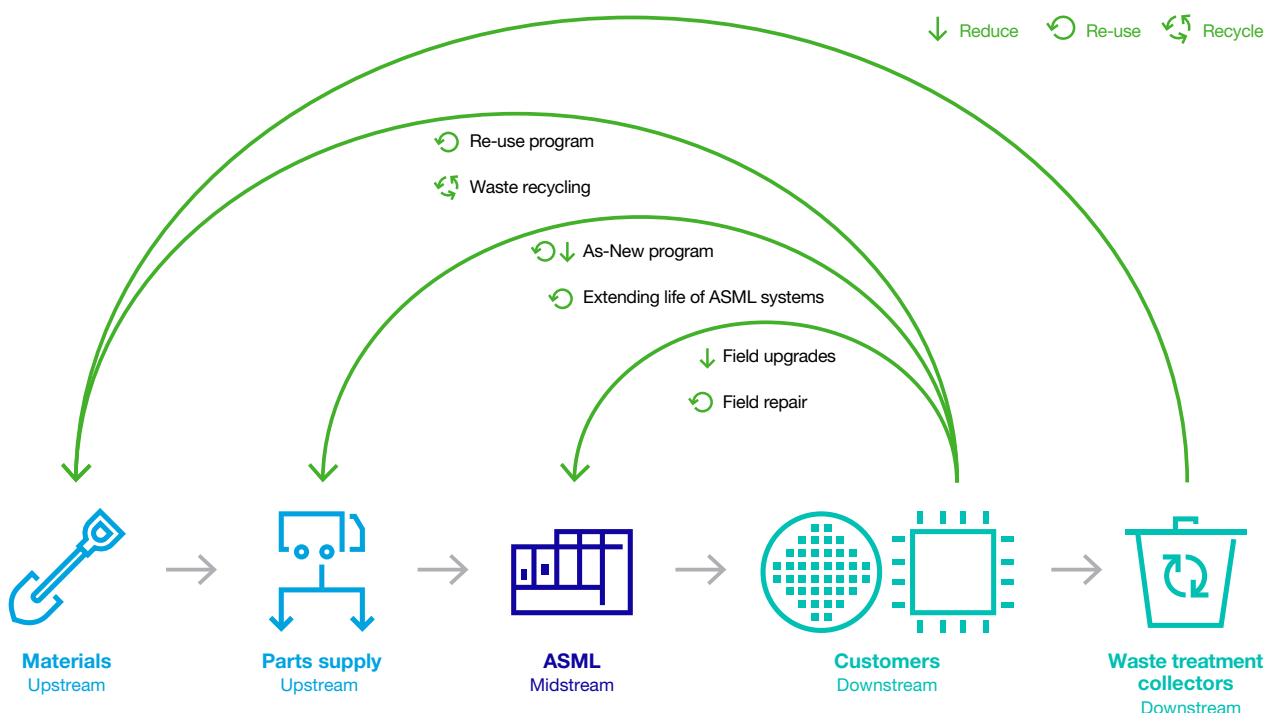 Reduce
Re-use
Recycle
Re-use program
Waste recycling
As-New program
Extending life of ASML systems
Field upgrades
Field repair
Materials
Upstream
Parts supply
Upstream
ASML
Midstream
Customers
Downstream
Waste treatment
collectors
Downstream